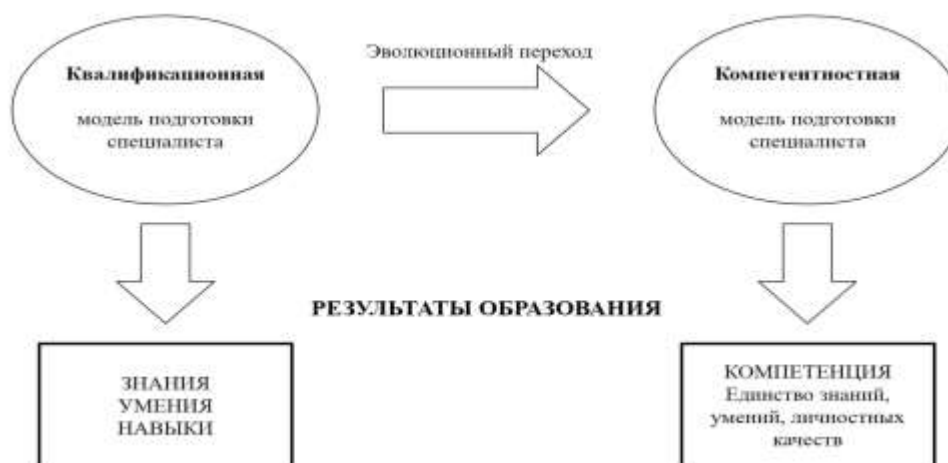 Квалификационная
модель подготовки
специалиста
Эволюционный переход
Компетентностная
модель подготовки
специалиста
РЕЗУЛЬТАТЫ ОБРАЗОВАНИЯ
ЗНАНИЯ
УМЕНИЯ
НАВЫКИ
КОМПЕТЕНЦИЯ
Единство знаний,
умений, личностных
качеств